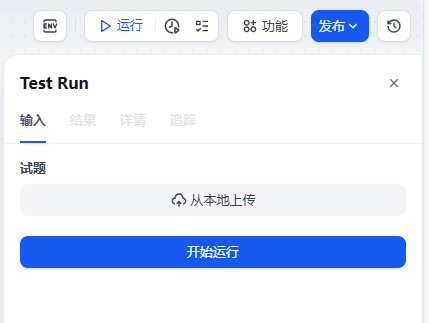 ENV 运行 功能 发布
Test Run
输入 结果 详情 追踪
试题
从本地上传
开始运行